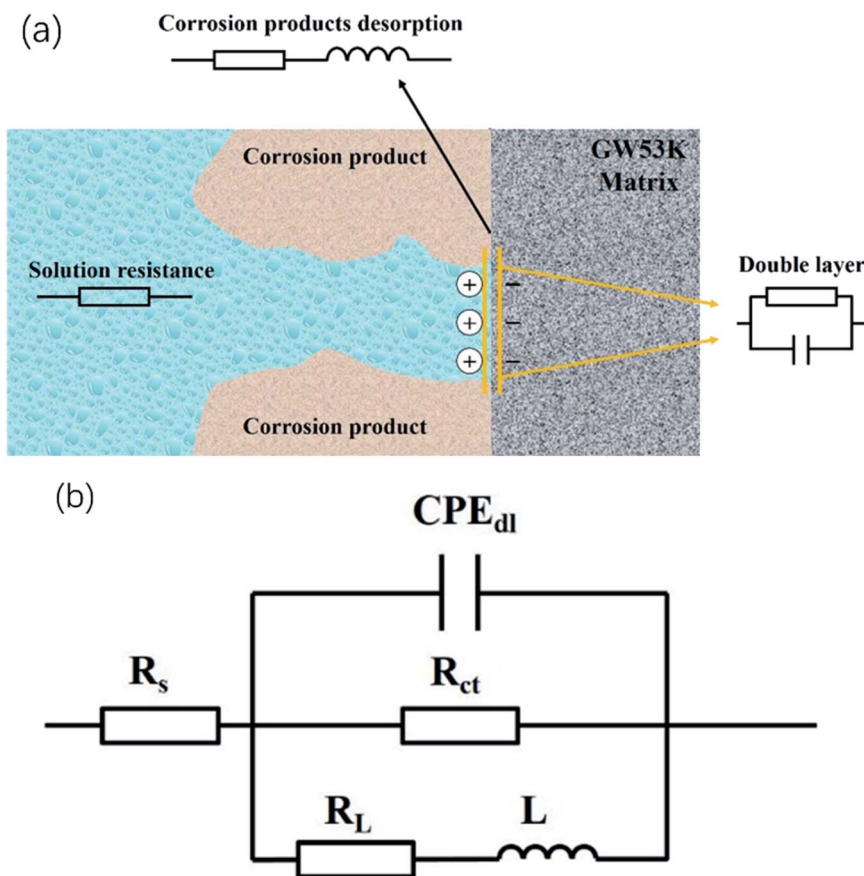 (a)
Corrosion products desorption
Corrosion product
GW53K
Matrix
Solution resistance
Double layer
+
−
+
−
+
−
Corrosion product
(b)
CPEdl
Rs
Rct
RL
L